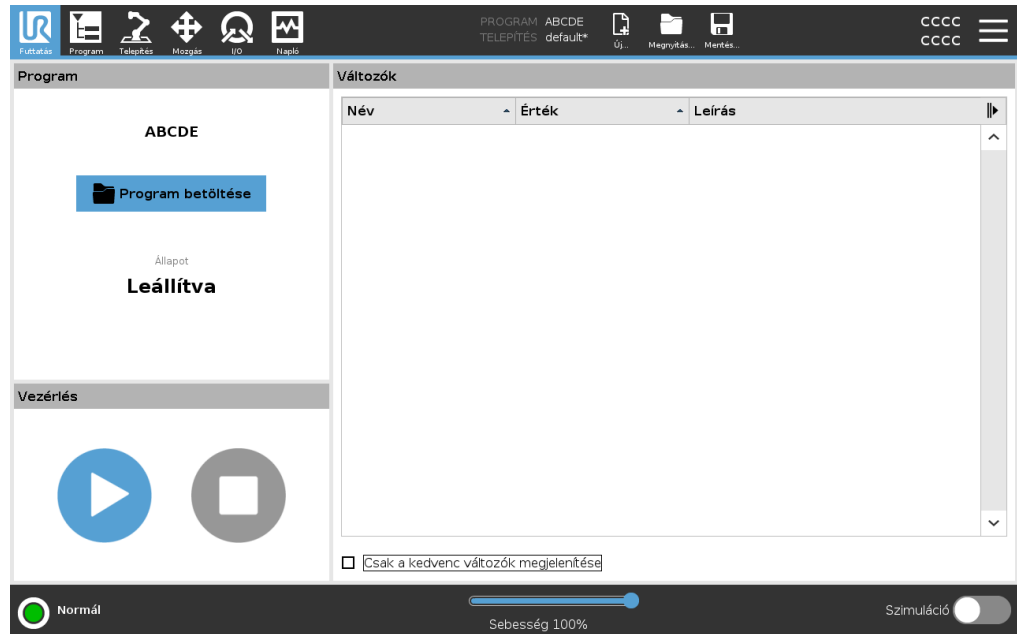 UR
Futtatás
Program
Telepítés
Mozgás
I/O
Napló
PROGRAM ABCDE
TELEPÍTÉS default*
Új...
Megnyitás...
Mentés...
CCCC
CCCC
Program
ABCDE
Program betöltése
Állapot
Leállítva
Vezérlés
Változók
Név
Érték
Leírás
Csak a kedvenc változók megjelenítése
Normál
Sebesség 100%
Szimuláció